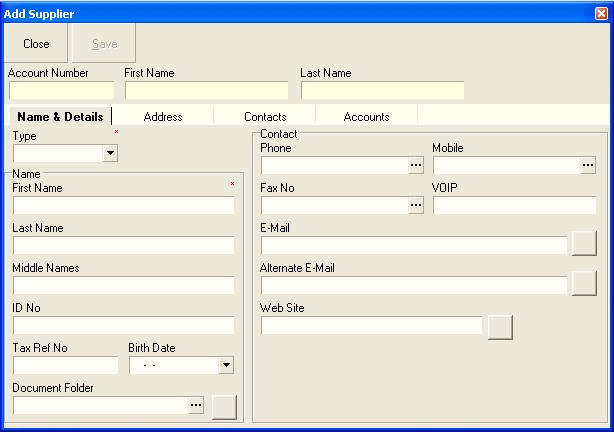 Add Supplier
Close Save
Account Number First Name Last Name
Name & Details Address Contacts Accounts
Type *
Name
First Name *
Last Name
Middle Names
ID No
Tax Ref No Birth Date
- -
Document Folder
...
Contact
Phone Mobile
... ...
Fax No VOIP
...
E-Mail
Alternate E-Mail
Web Site